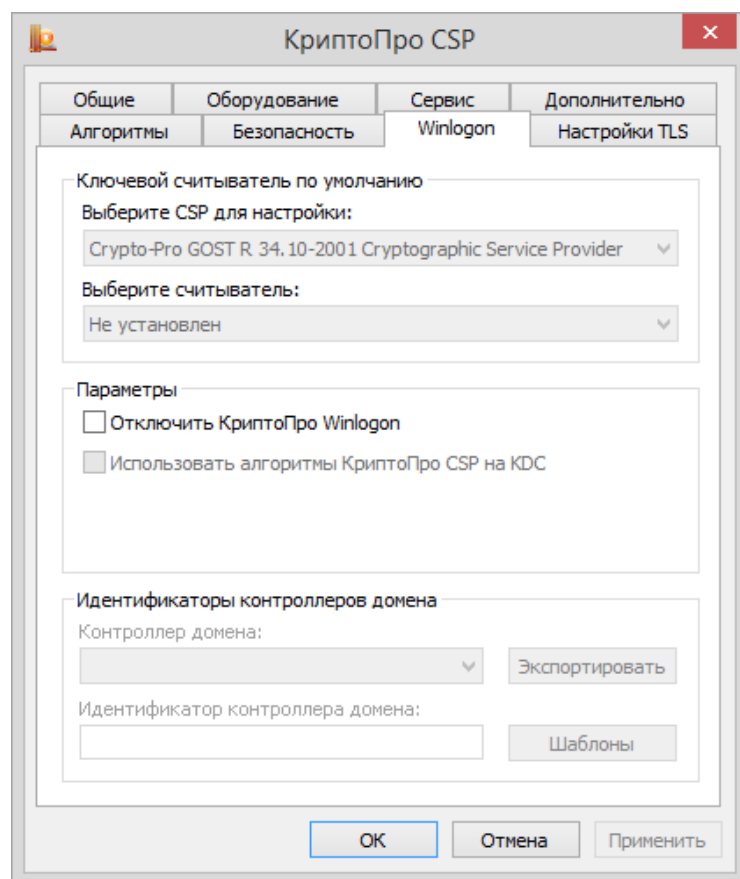 КриптоПро CSP
Общие Оборудование Сервис Дополнительно
Алгоритмы Безопасность Winlogon Настройки TLS
Ключевой считыватель по умолчанию
Выберите CSP для настройки:
Crypto-Pro GOST R 34.10-2001 Cryptographic Service Provider
Выберите считыватель:
Не установлен
Параметры
Отключить КриптоПро Winlogon
Использовать алгоритмы КриптоПро CSP на KDC
Идентификаторы контроллеров домена
Контроллер домена:
Экспортировать
Идентификатор контроллера домена:
Шаблоны
ОК Отмена Применить